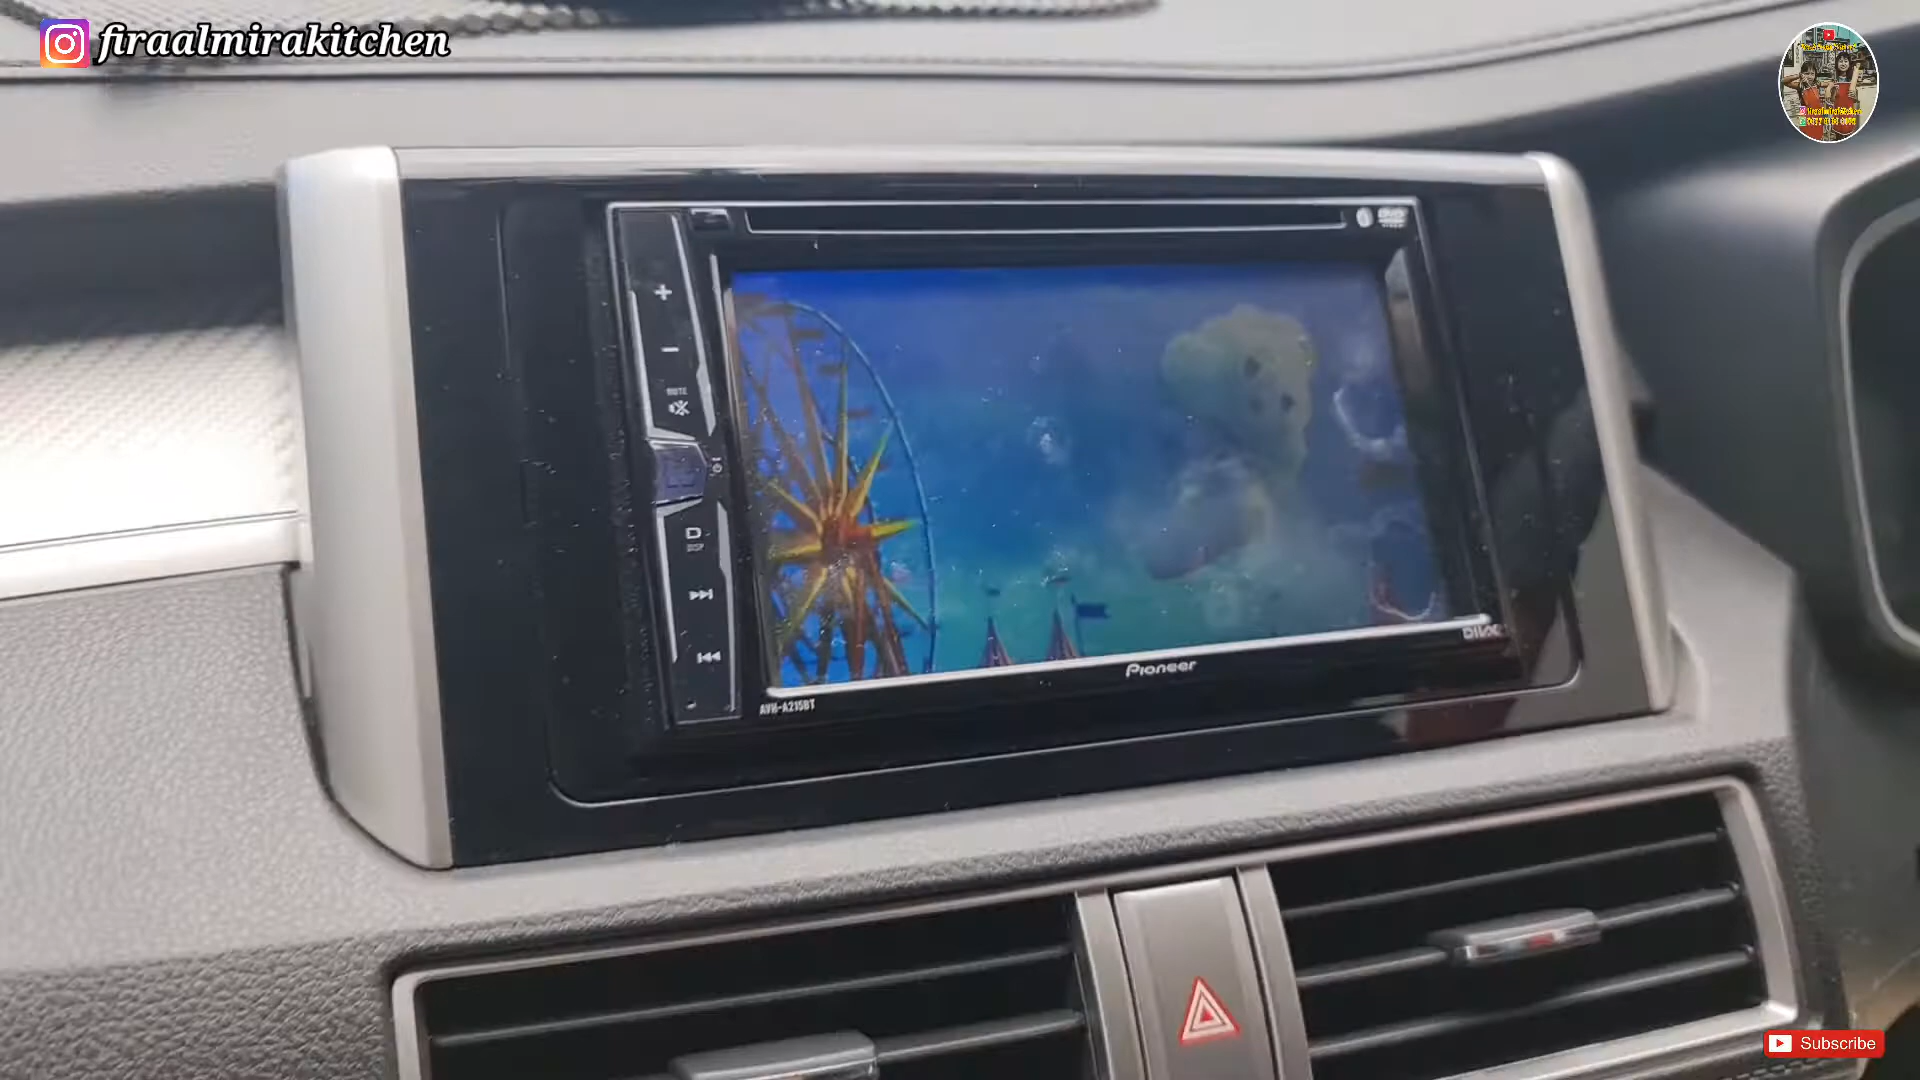 firaalmirakitchen
+
-
MUTE
D
DISP
Pioneer
AVH-A215BT
Subscribe